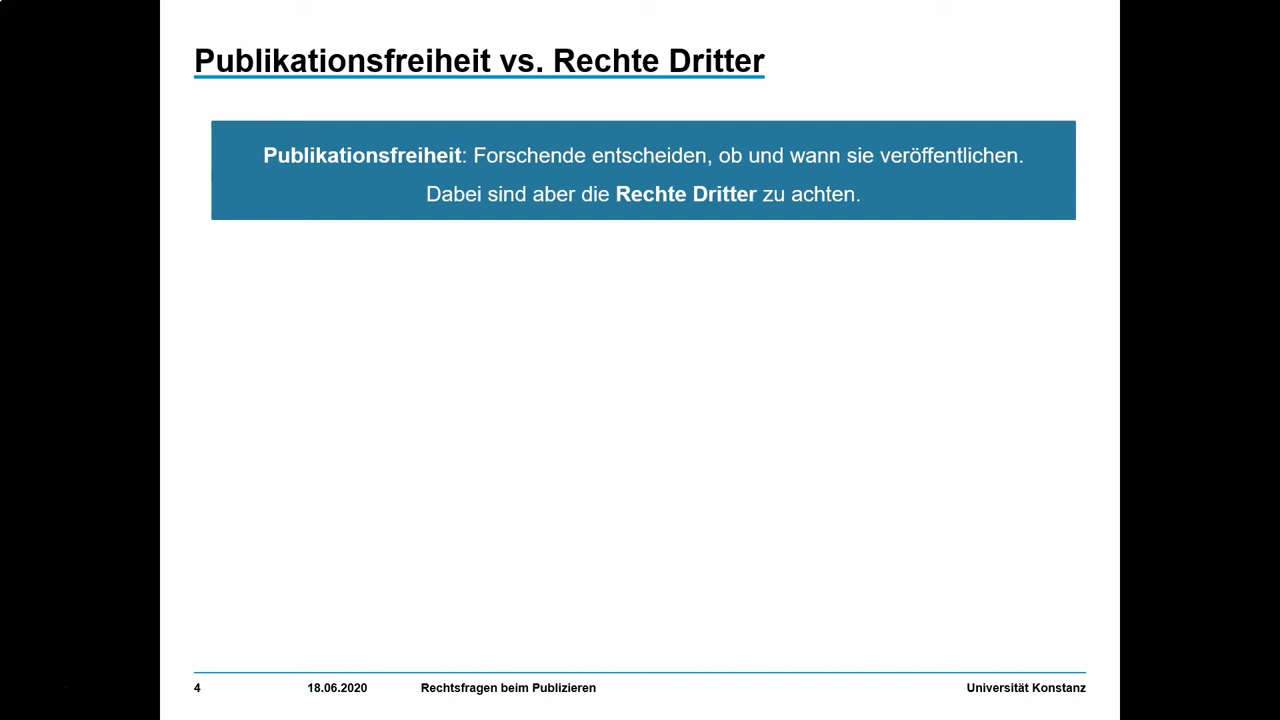 Publikationsfreiheit vs. Rechte Dritter
Publikationsfreiheit: Forschende entscheiden, ob und wann sie veröffentlichen.
Dabei sind aber die Rechte Dritter zu achten.
4 18.06.2020 Rechtsfragen beim Publizieren Universität Konstanz